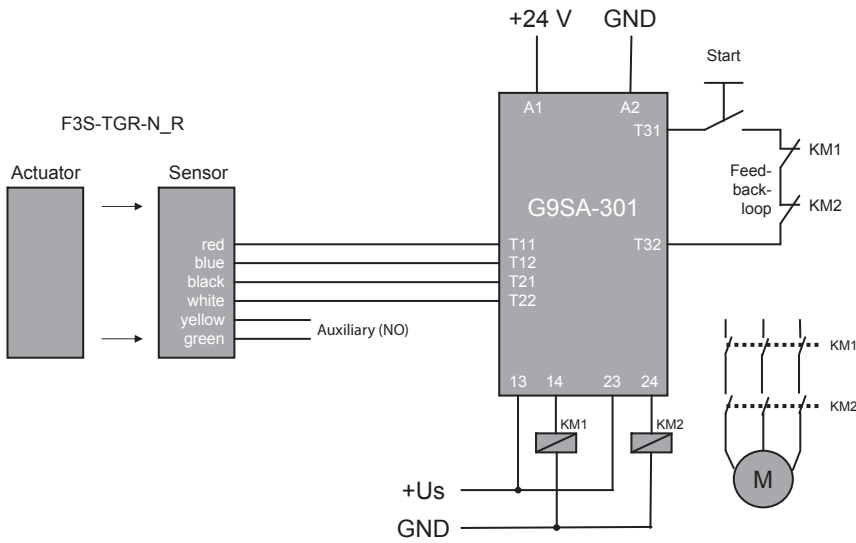 +24 V
GND
Start
A1
A2
F3S-TGR-N_R
T31
Actuator
Sensor
KM1
Feed-
back-
loop
KM2
G9SA-301
red
T11
T32
blue
T12
black
T21
white
T22
yellow
Auxiliary (NO)
green
KM1
13
14
23
24
KM2
KM1
KM2
M
+Us
GND